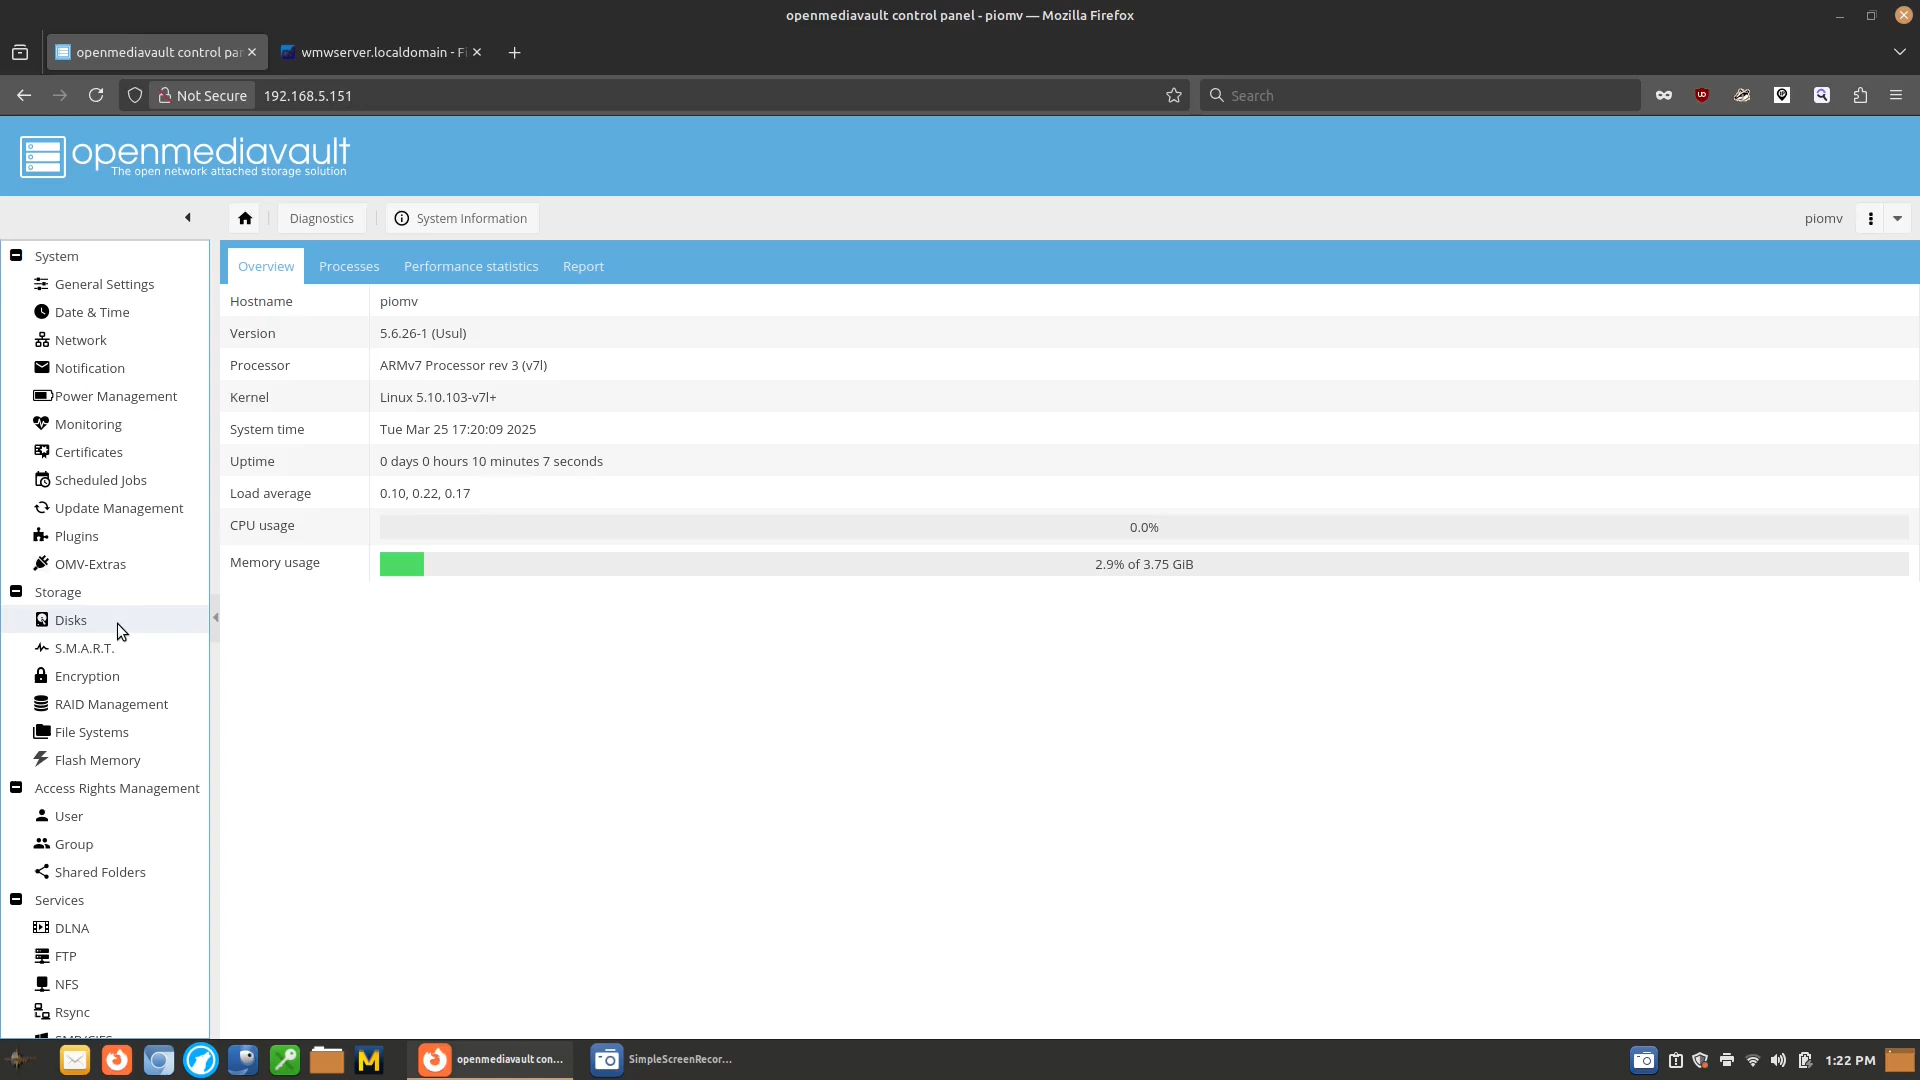 openmediavault control panel - piomv — Mozilla Firefox
openmediavault control par
wmwserver.localdomain - Fi
Not Secure
192.168.5.151
Search
openmediavault
The open network attached storage solution
Diagnostics
System Information
piomv
System
General Settings
Date & Time
Network
Notification
Power Management
Monitoring
Certificates
Scheduled Jobs
Update Management
Plugins
OMV-Extras
Storage
Disks
S.M.A.R.T.
Encryption
RAID Management
File Systems
Flash Memory
Access Rights Management
User
Group
Shared Folders
Services
DLNA
FTP
NFS
Rsync
SMB/CIFS
Overview Processes Performance statistics Report
Hostname piomv
Version 5.6.26-1 (Usul)
Processor ARMv7 Processor rev 3 (v7l)
Kernel Linux 5.10.103-v7l+
System time Tue Mar 25 17:20:09 2025
Uptime 0 days 0 hours 10 minutes 7 seconds
Load average 0.10, 0.22, 0.17
CPU usage 0.0%
Memory usage 2.9% of 3.75 GiB
M
openmediavault con...
SimpleScreenRecor...
1:22 PM